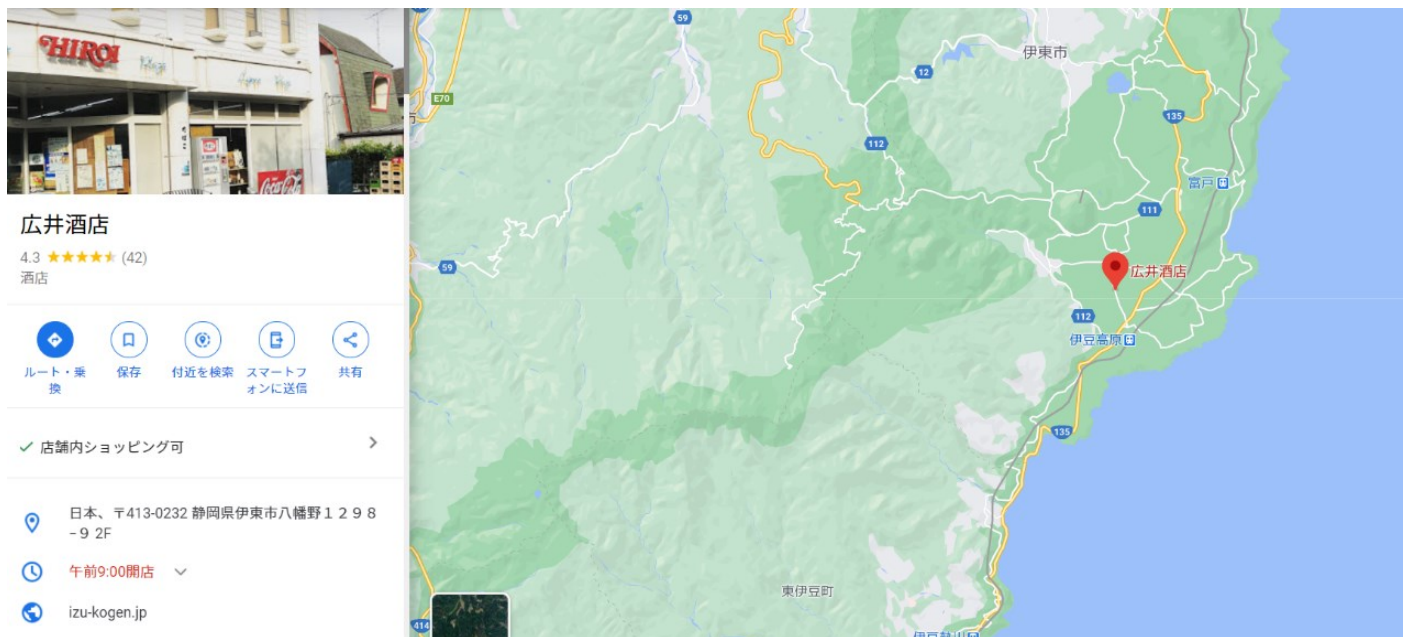 HIROI
たばこ
Coca-Cola
広井酒店
4.3 ★★★★★ (42)
酒店
ルート・乗
換
保存
付近を検索
スマートフ
ォンに送信
共有
店舗内ショッピング可
日本、〒413-0232 静岡県伊東市八幡野1298
−9 2F
午前9:00開店
izu-kogen.jp
59
伊東市
12
E70
135
112
富戸
111
59
広井酒店
112
伊豆高原
135
東伊豆町
414